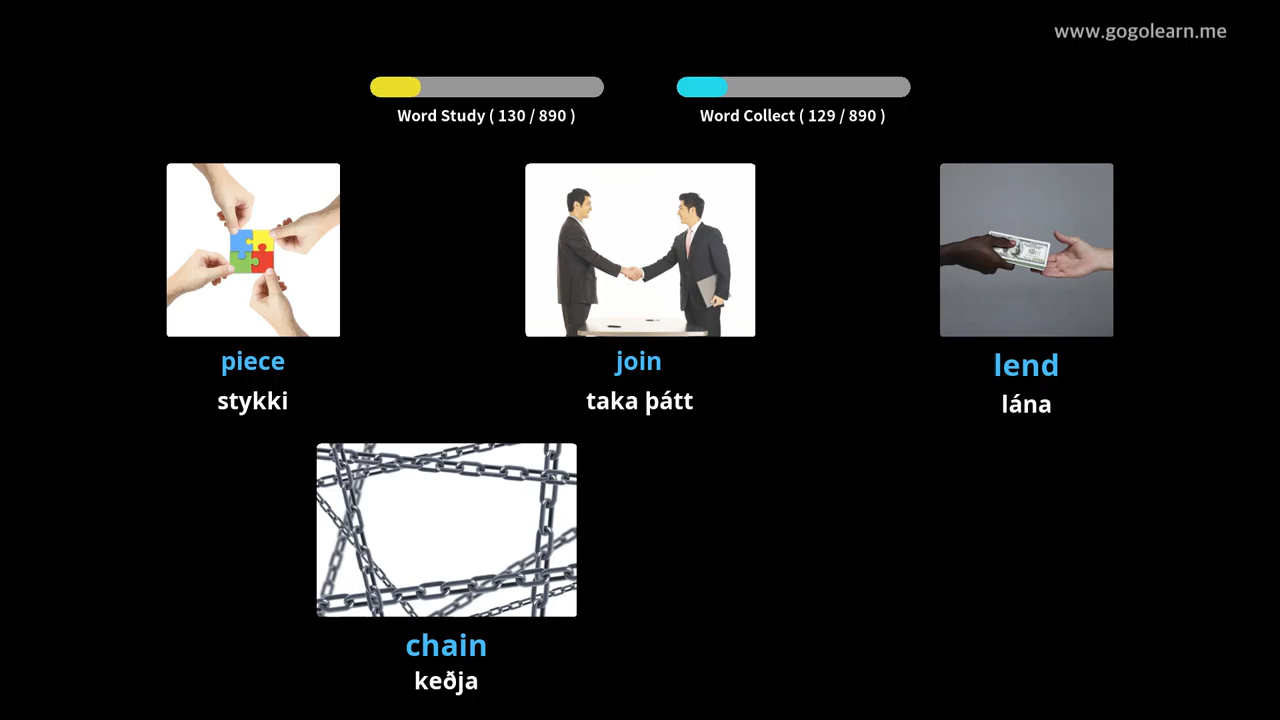 www.gogolearn.me
Word Study ( 130 / 890 )
Word Collect ( 129 / 890 )
piece
stykki
join
taka þátt
lend
lána
chain
keðja